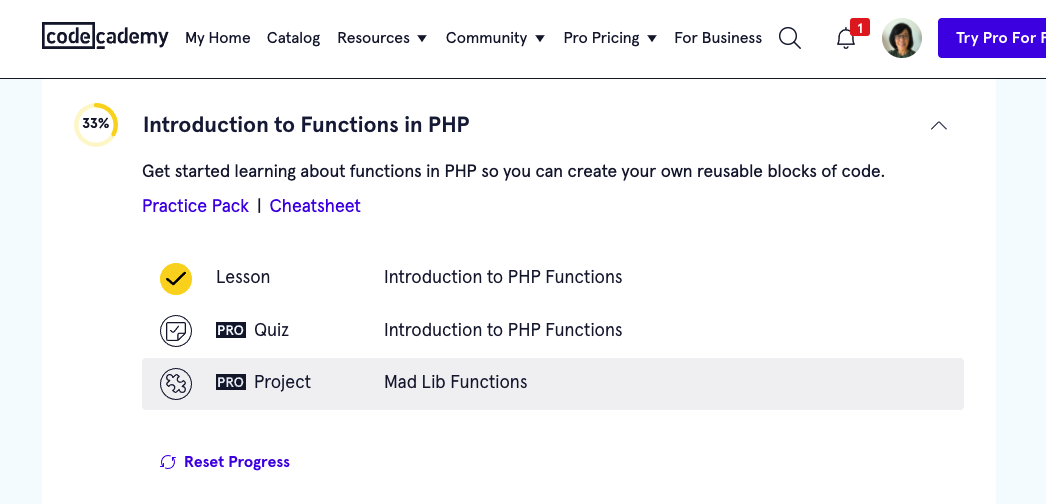 codecademy My Home Catalog Resources Community Pro Pricing For Business 1 Try Pro For
33% Introduction to Functions in PHP
Get started learning about functions in PHP so you can create your own reusable blocks of code.
Practice Pack | Cheatsheet
Lesson Introduction to PHP Functions
PRO Quiz Introduction to PHP Functions
PRO Project Mad Lib Functions
Reset Progress